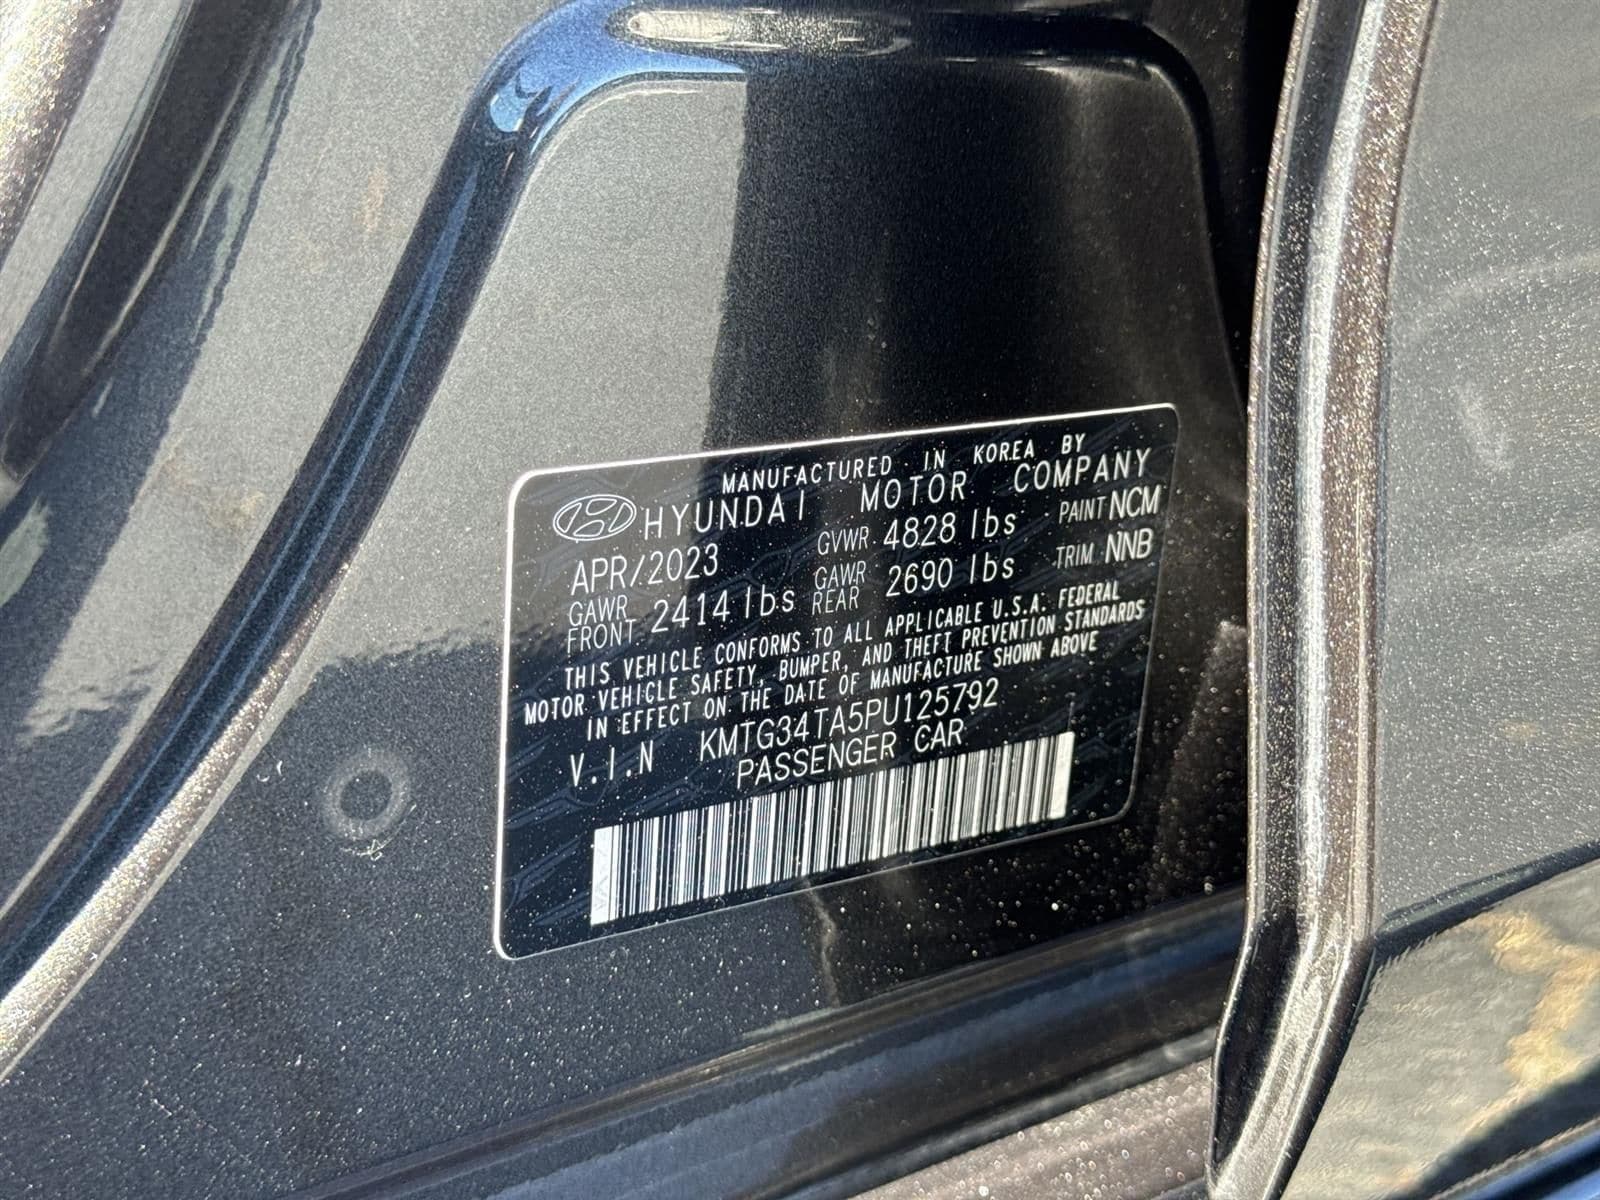 MANUFACTURED IN KOREA BY
HYUNDAI MOTOR COMPANY
APR/2023 GVWR 4828 lbs PAINT NCM
GAWR FRONT 2414 lbs GAWR REAR 2690 lbs TRIM NNB
THIS VEHICLE CONFORMS TO ALL APPLICABLE U.S.A. FEDERAL
MOTOR VEHICLE SAFETY, BUMPER, AND THEFT PREVENTION STANDARDS
IN EFFECT ON THE DATE OF MANUFACTURE SHOWN ABOVE
V.I.N KMTG34TA5PU125792
PASSENGER CAR